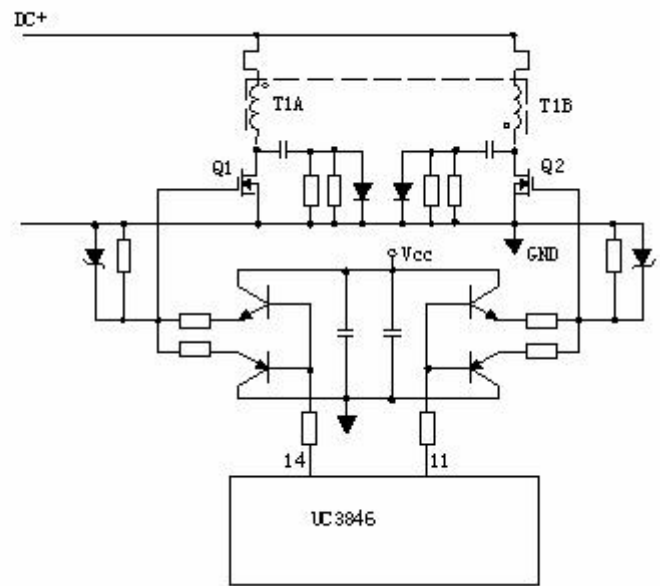 DC+
T1A
T1B
Q1
Q2
GND
Vcc
14
11
UC3846